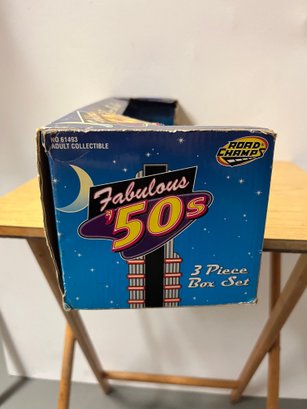 NO 61493
ADULT COLLECTIBLE
ROAD
CHAMPS
Fabulous
'50s
3 Piece
Box Set